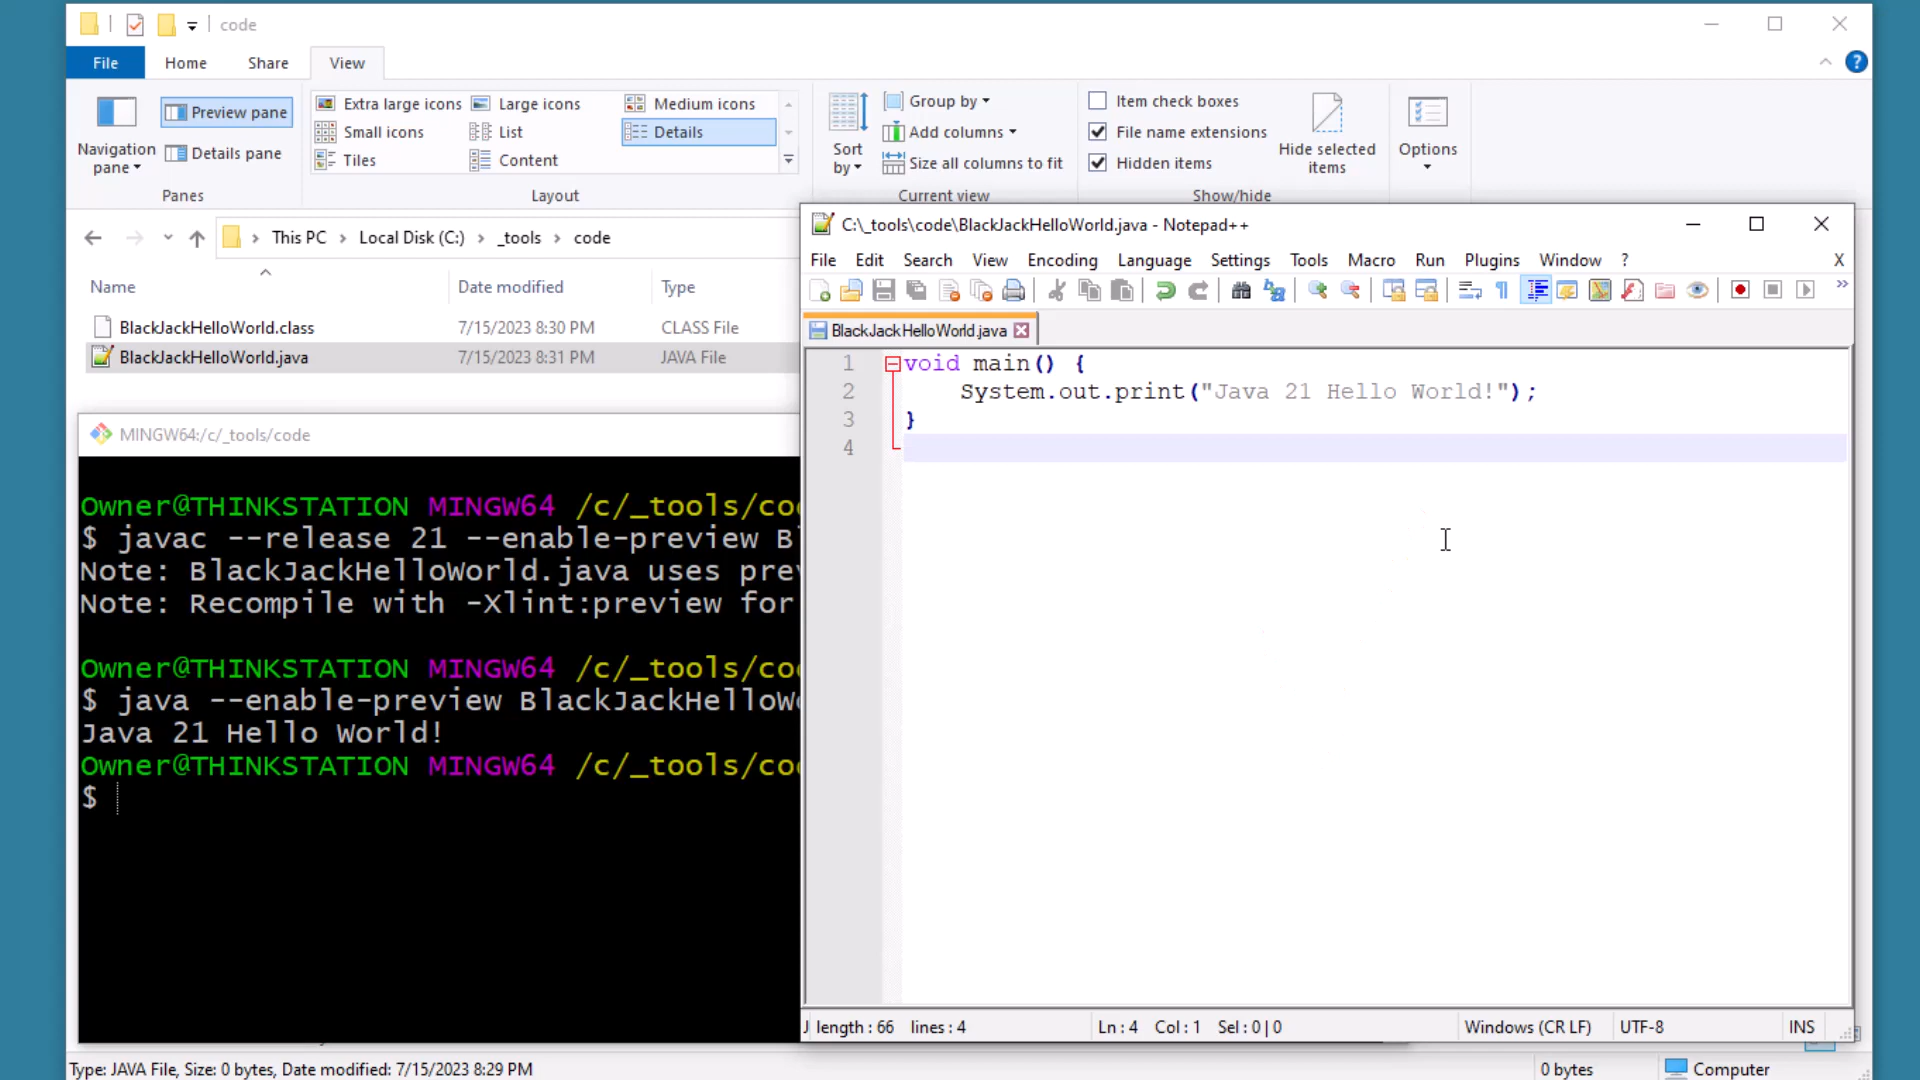 code
File Home Share View
Navigation pane
Preview pane
Details pane
Panes
Extra large icons Large icons Medium icons
Small icons List Details
Tiles Content
Layout
Sort by
Group by
Add columns
Size all columns to fit
Current view
Item check boxes
File name extensions
Hidden items
Hide selected items
Show/hide
Options
?
This PC > Local Disk (C:) > _tools > code
Name Date modified Type
BlackJackHelloWorld.class 7/15/2023 8:30 PM CLASS File
BlackJackHelloWorld.java 7/15/2023 8:31 PM JAVA File
MINGW64:/c/_tools/code
Owner@THINKSTATION MINGW64 /c/_tools/co
$ javac --release 21 --enable-preview B
Note: BlackJackHelloWorld.java uses pre
Note: Recompile with -Xlint:preview for
Owner@THINKSTATION MINGW64 /c/_tools/co
$ java --enable-preview BlackJackHelloW
Java 21 Hello World!
Owner@THINKSTATION MINGW64 /c/_tools/co
$
C:\_tools\code\BlackJackHelloWorld.java - Notepad++
File Edit Search View Encoding Language Settings Tools Macro Run Plugins Window ? X
BlackJackHelloWorld.java
1 void main() {
2 System.out.print("Java 21 Hello World!");
3 }
4
J length : 66 lines : 4 Ln : 4 Col : 1 Sel : 0 | 0 Windows (CR LF) UTF-8 INS
Type: JAVA File, Size: 0 bytes, Date modified: 7/15/2023 8:29 PM 0 bytes Computer